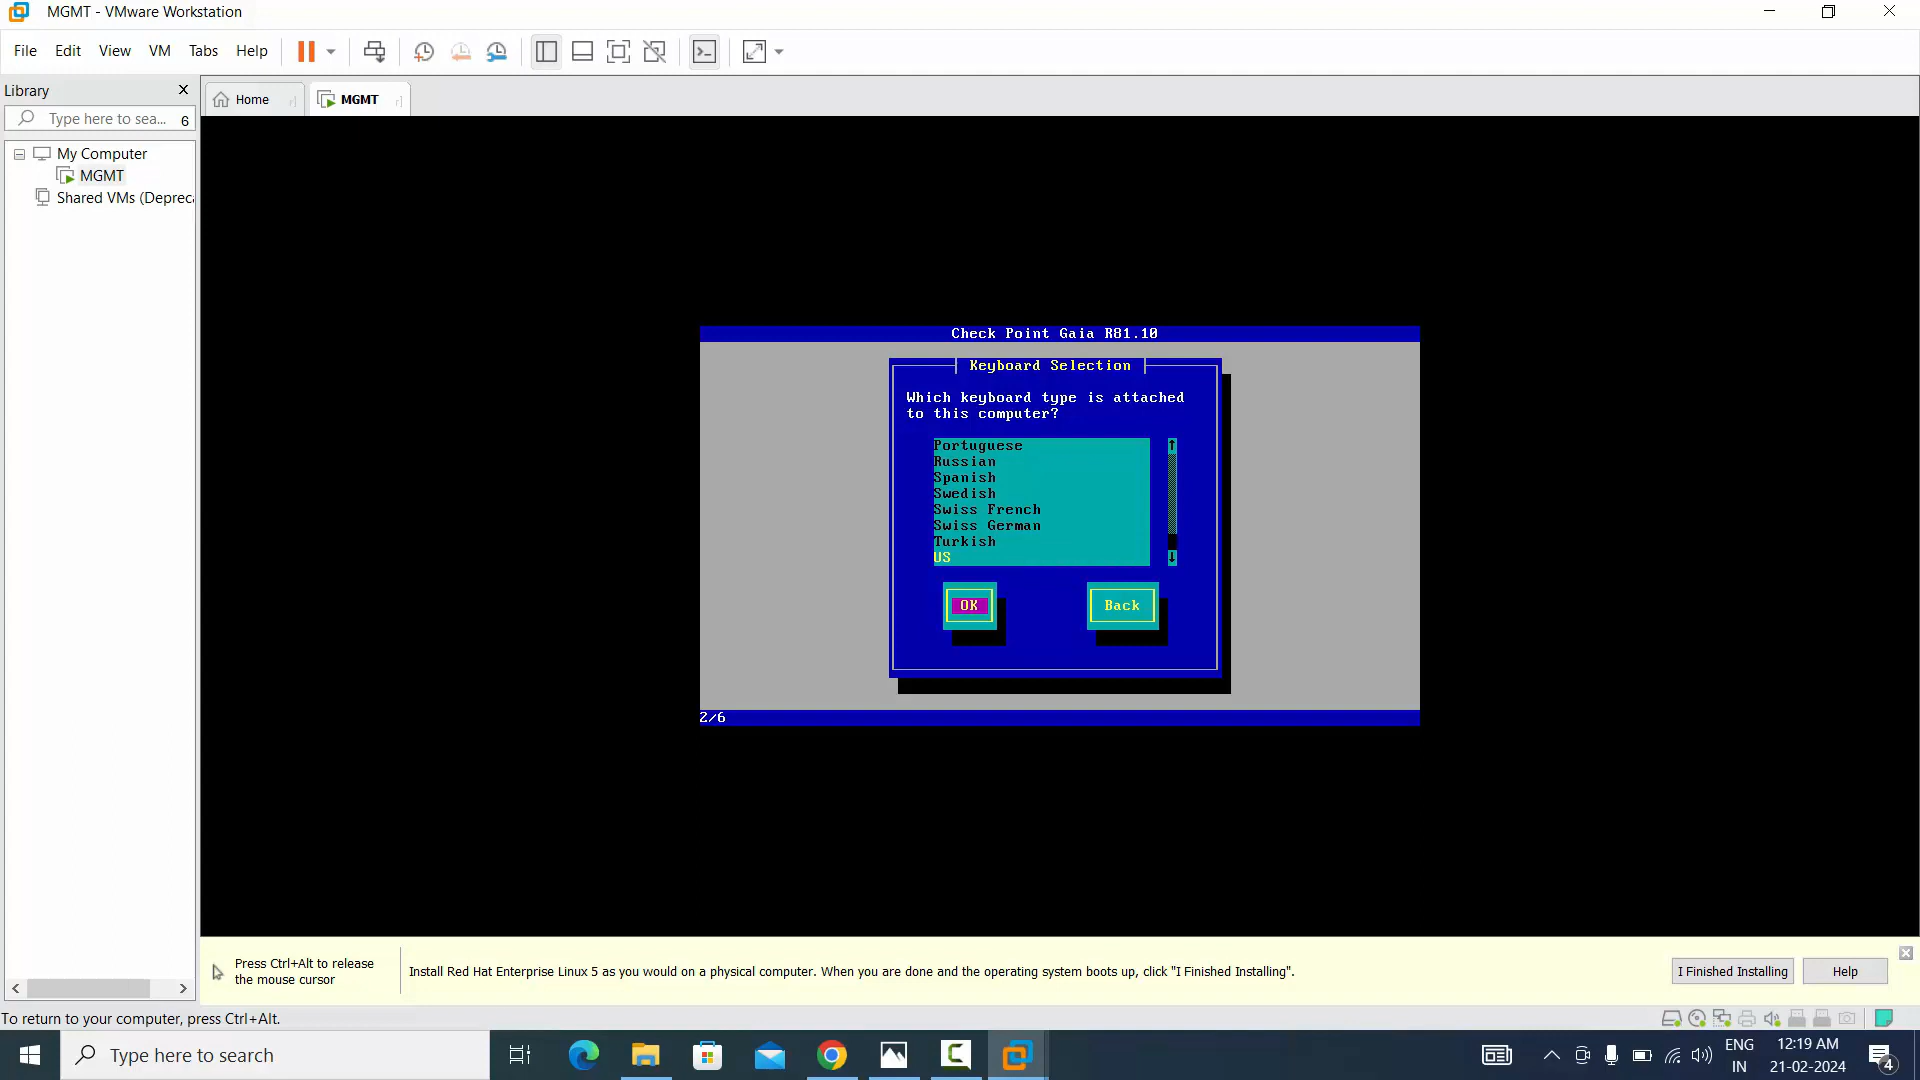 MGMT - VMware Workstation
File Edit View VM Tabs Help
Library
Type here to sea... 6
My Computer
MGMT
Shared VMs (Depreca
Home
MGMT
Check Point Gaia R81.10
Keyboard Selection
Which keyboard type is attached
to this computer?
Portuguese
Russian
Spanish
Swedish
Swiss French
Swiss German
Turkish
US
OK Back
2/6
Press Ctrl+Alt to release
the mouse cursor
Install Red Hat Enterprise Linux 5 as you would on a physical computer. When you are done and the operating system boots up, click "I Finished Installing".
I Finished Installing Help
To return to your computer, press Ctrl+Alt.
Type here to search
ENG
IN
12:19 AM
21-02-2024
4